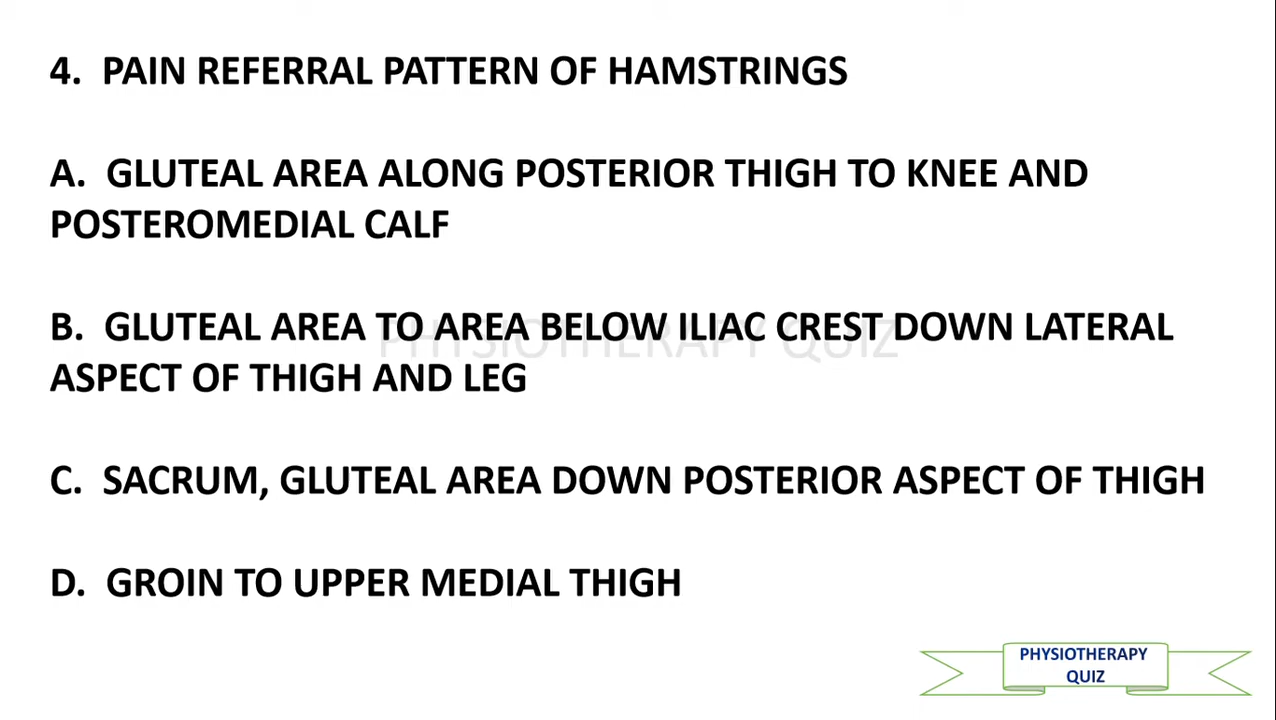 4.  PAIN REFERRAL PATTERN OF HAMSTRINGS
A.  GLUTEAL AREA ALONG POSTERIOR THIGH TO KNEE AND
POSTEROMEDIAL CALF
B.  GLUTEAL AREA TO AREA BELOW ILIAC CREST DOWN LATERAL
PHYSIOTHERAPY QUIZ
ASPECT OF THIGH AND LEG
C.  SACRUM, GLUTEAL AREA DOWN POSTERIOR ASPECT OF THIGH
D.  GROIN TO UPPER MEDIAL THIGH
PHYSIOTHERAPY
QUIZ